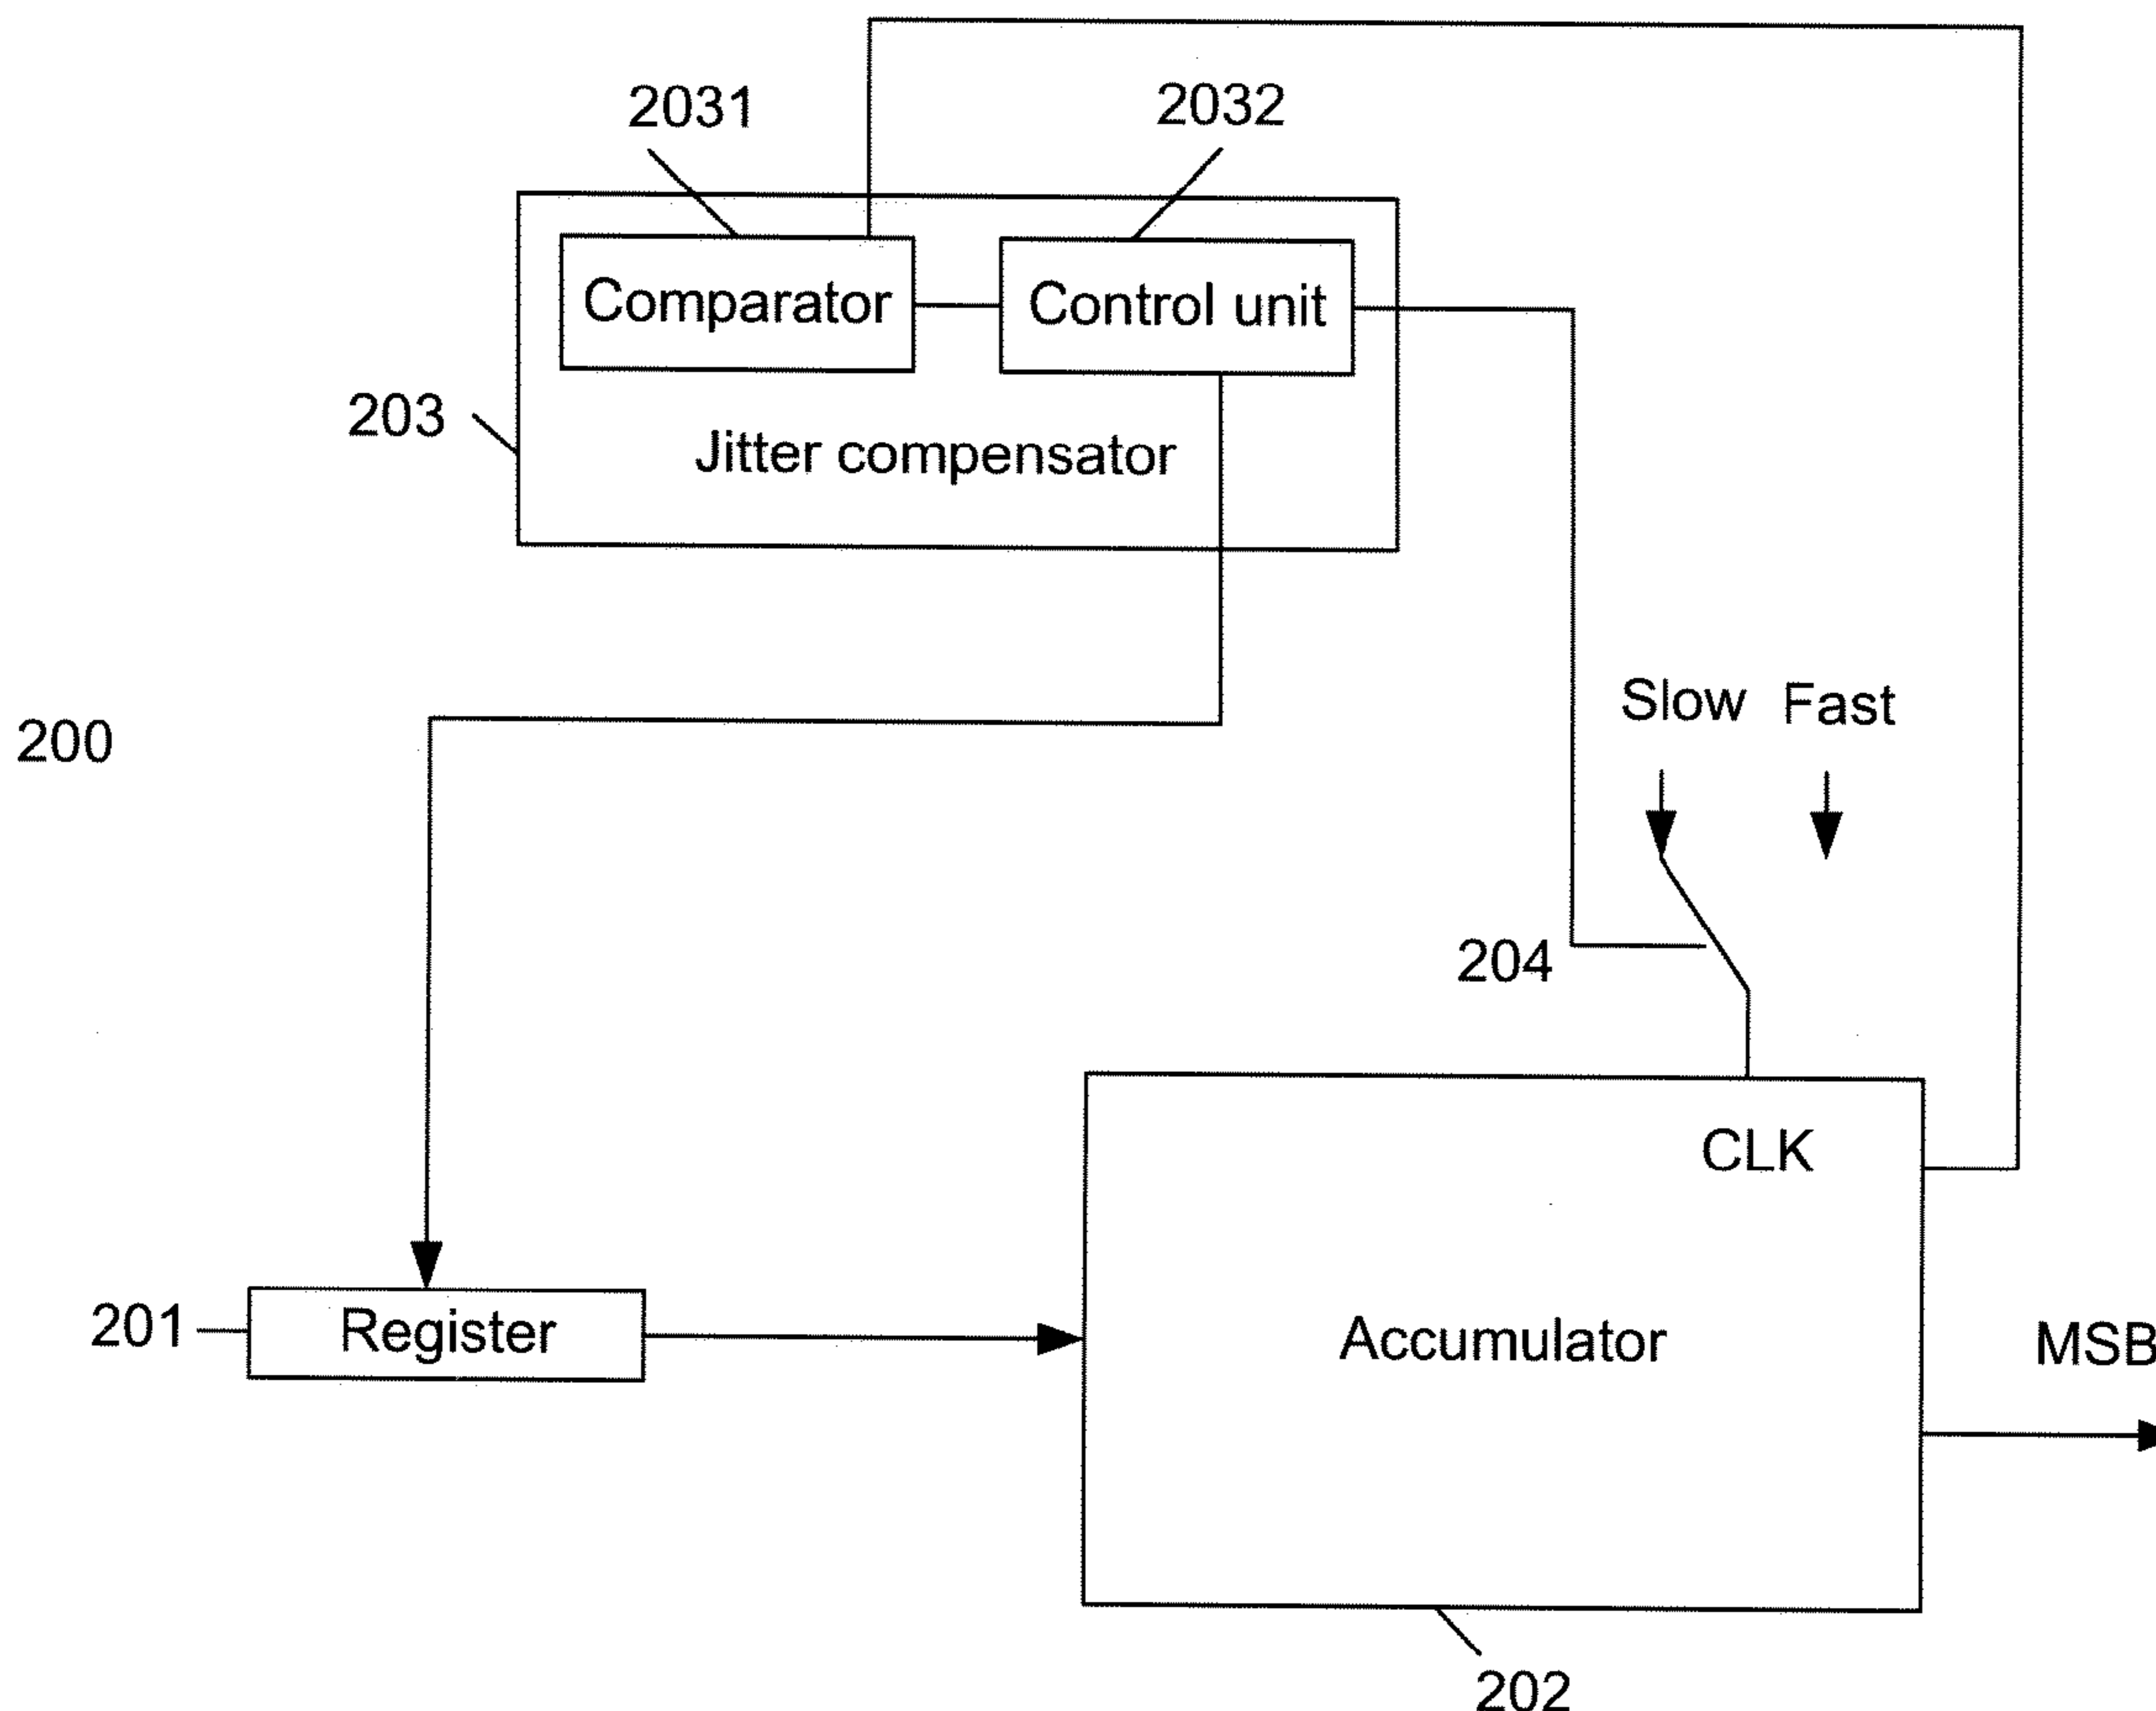 2031
2032
Comparator
Control unit
203
Jitter compensator
Slow
Fast
200
204
CLK
201
Register
Accumulator
MSB
202